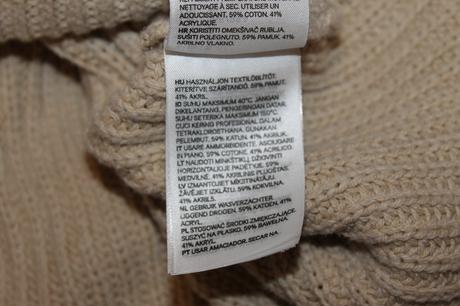 NETTOYAGE À SEC. UTILISER UN
ADOUCISSANT. 59% COTON. 41%
ACRYLIQUE.
HR KORISTITI OMEKŠIVAČ RUBLJA.
SUŠITI POLEGNUTO. 59% PAMUK. 41%
AKRILNO VLAKNO.
HU HASZNÁLJON TEXTILÖBLÍTŐT.
KITERÍTVE SZÁRÍTANDÓ. 59% PAMUT.
41% AKRIL.
ID SUHU MAKSIMUM 40°C. JANGAN
DIKELANTANG. PENGERINGAN DATAR.
SUHU SETERIKA MAKSIMUM 150°C.
CUCI KERING PROFESIONAL DALAM
TETRAKLOROETHANA. GUNAKAN
PELEMBUT. 59% KATUN. 41% AKRILIK.
IT USARE AMMORBIDENTE. ASCIUGARE
IN PIANO. 59% COTONE. 41% ACRILICO.
LT NAUDOTI MINKŠTIKLĮ. DŽIOVINTI
HORIZONTALIOJE PADĖTYJE. 59%
MEDVILNĖ. 41% AKRILINIS PLUOŠTAS.
LV IZMANTOJIET MĪKSTINĀTĀJU.
ŽĀVĒJIET IZKLĀTU. 59% KOKVILNA.
41% AKRILS.
NL GEBRUIK WASVERZACHTER.
LIGGEND DROGEN. 59% KATOEN. 41%
ACRYL.
PL STOSOWAĆ ŚRODKI ZMIĘKCZAJĄCE.
SUSZYĆ NA PŁASKO. 59% BAWEŁNA.
41% AKRYL.
PT USAR AMACIADOR. SECAR NA